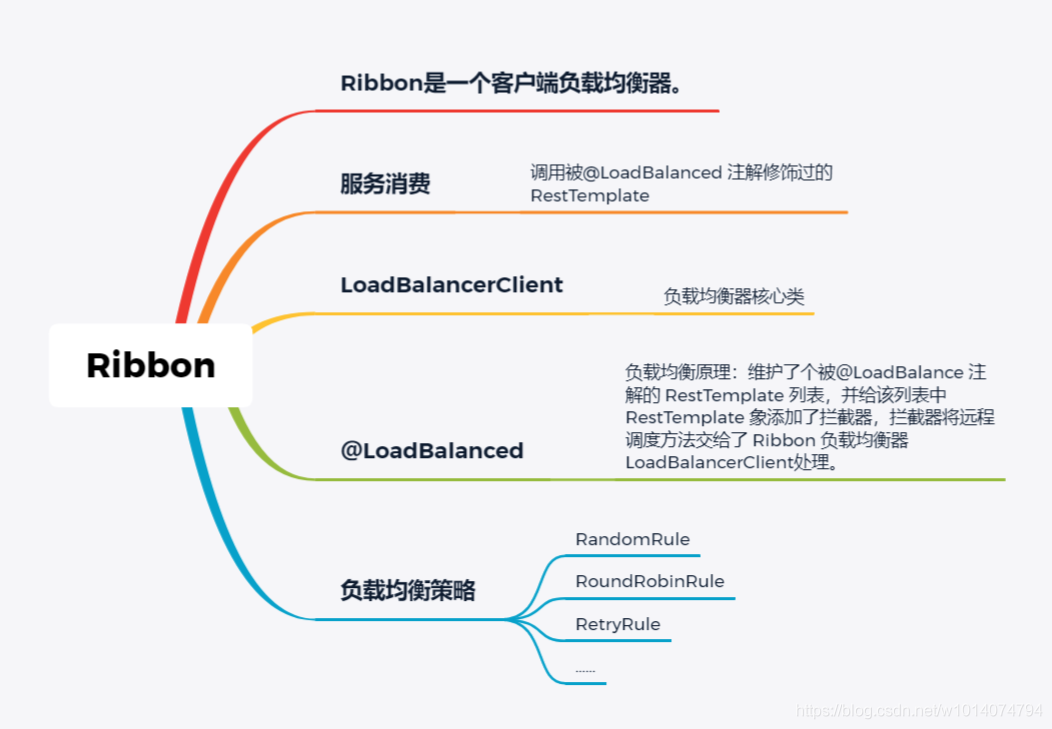 Ribbon是一个客户端负载均衡器。
服务消费
调用被@LoadBalanced 注解修饰过的
RestTemplate
LoadBalancerClient
负载均衡器核心类
Ribbon
@LoadBalanced
负载均衡原理：维护了个被@LoadBalance 注
解的 RestTemplate 列表，并给该列表中
RestTemplate 象添加了拦截器，拦截器将远程
调度方法交给了 Ribbon 负载均衡器
LoadBalancerClient处理。
负载均衡策略
RandomRule
RoundRobinRule
RetryRule
......
https://blog.csdn.net/w1014074794